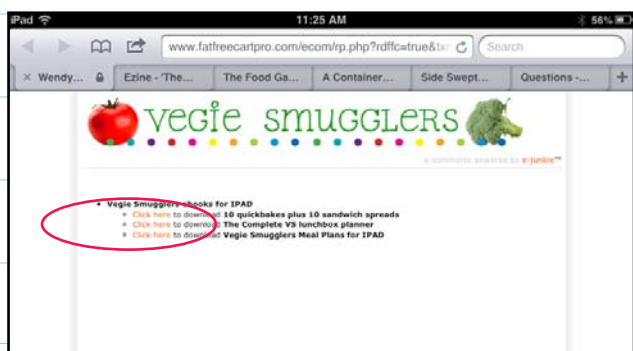 iPad 11:25 AM 56%
www.fatfreecartpro.com/ecom/rp.php?rdffc=true&tx Search
Wendy... Ezine - 'The... The Food Ga... A Container... Side Swept... Questions -...
vegie smugglers
e-commerce powered by e-junkie™
Vegie Smugglers ebooks for IPAD
Click here to download 10 quickbakes plus 10 sandwich spreads
Click here to download The Complete VS lunchbox planner
Click here to download Vegie Smugglers Meal Plans for IPAD